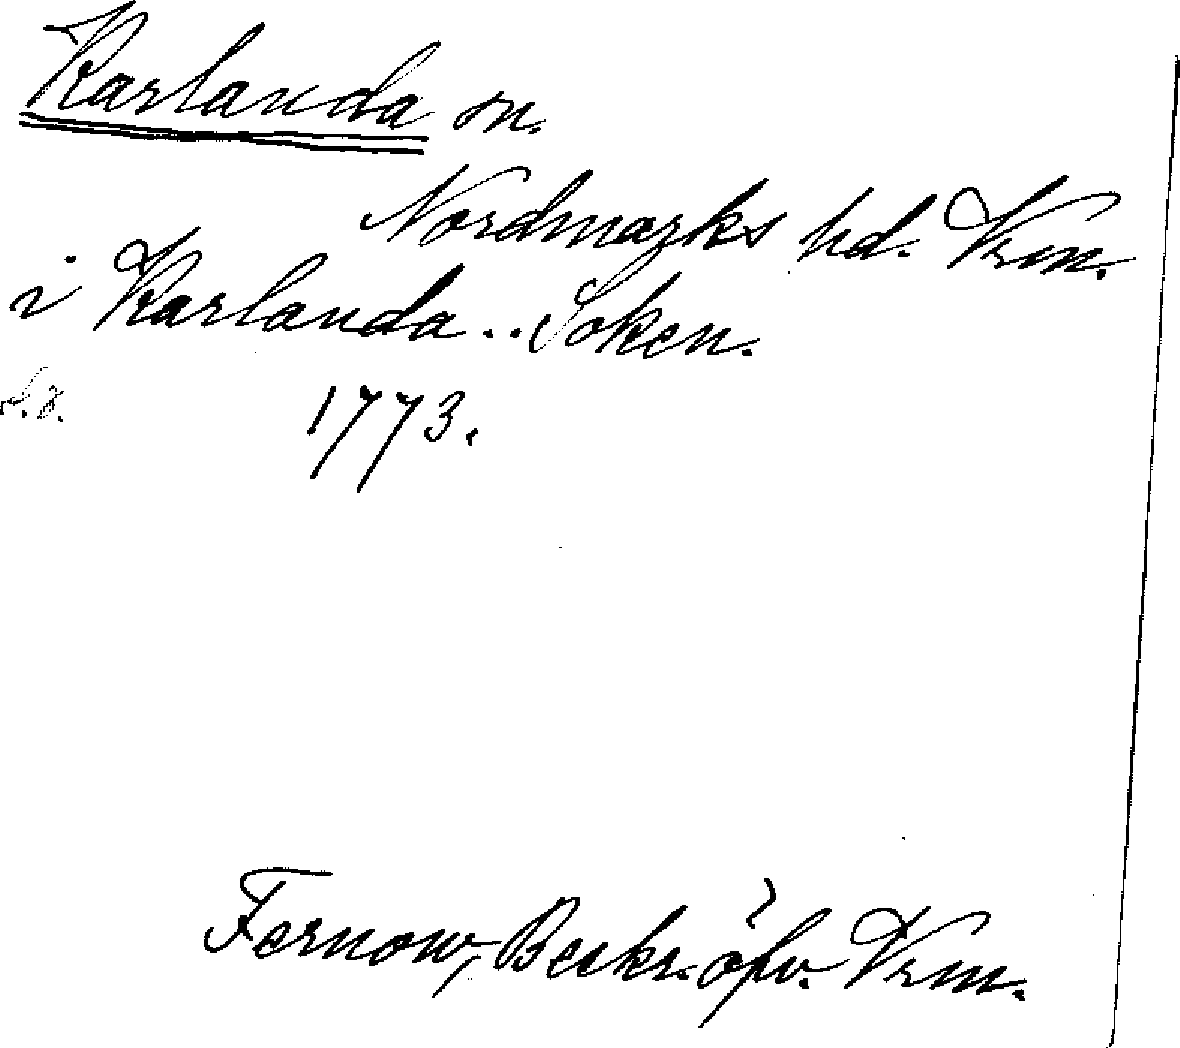 Karlanda sn.
Nordmarks hd. Vrm.
i Karlanda .. Soken.
1773.
Fernow, Beskr. öfv. Vrm.